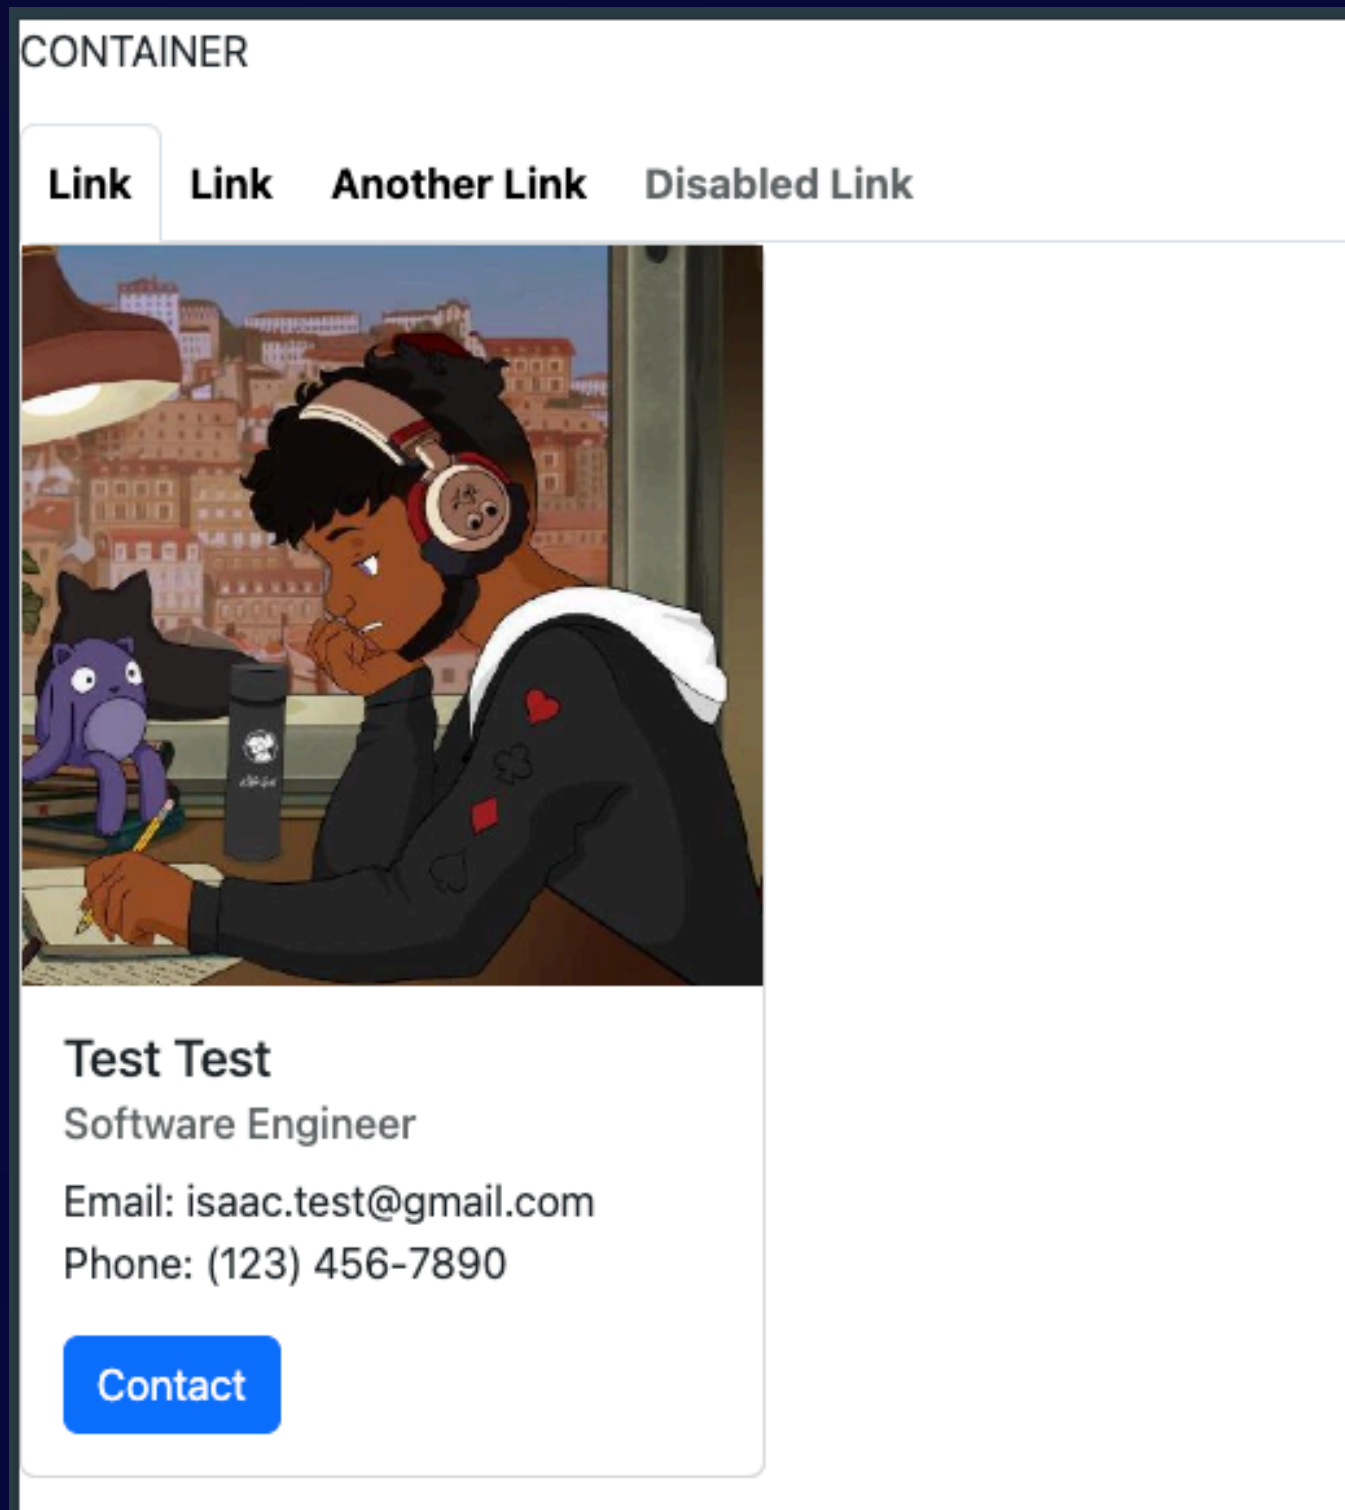 CONTAINER
Link Link Another Link Disabled Link
Test Test
Software Engineer
Email: isaac.test@gmail.com
Phone: (123) 456-7890
Contact